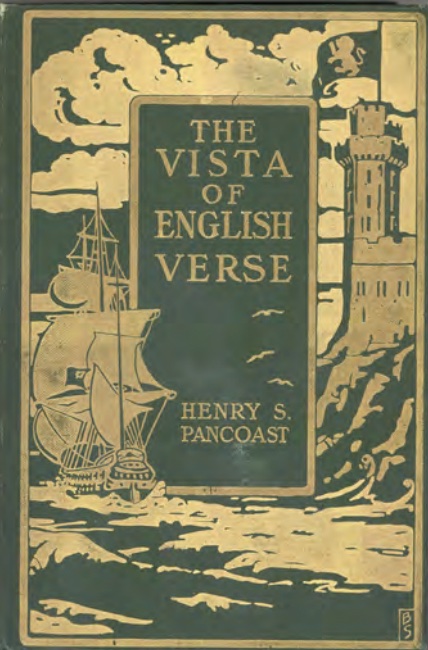 THE
VISTA
OF
ENGLISH
VERSE
HENRY S.
PANCOAST
BS